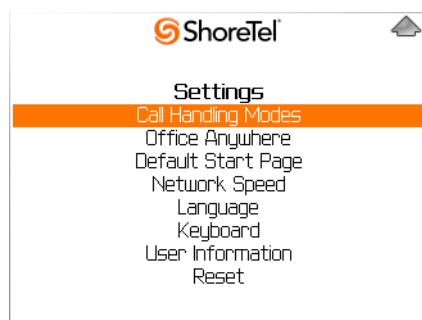 ShoreTel
Settings
Call Handling Modes
Office Anywhere
Default Start Page
Network Speed
Language
Keyboard
User Information
Reset